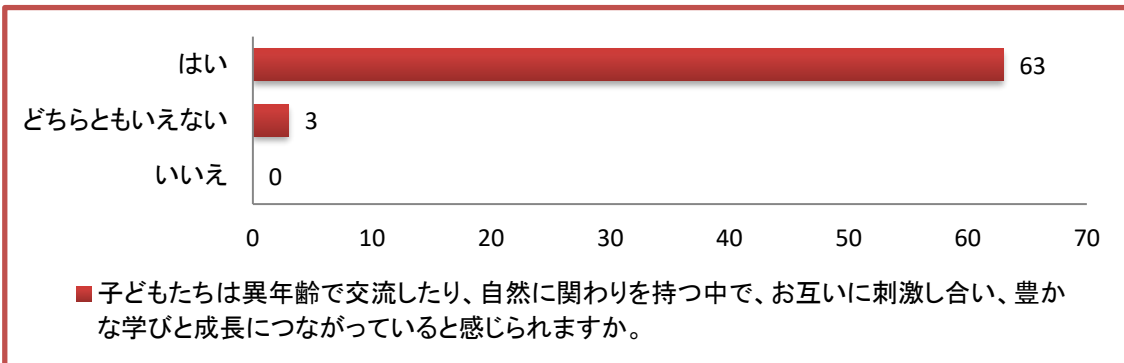 はい 63
どちらともいえない 3
いいえ 0
0 10 20 30 40 50 60 70
子どもたちは異年齢で交流したり、自然に関わりを持つ中で、お互いに刺激し合い、豊か
な学びと成長につながっていると感じられますか。